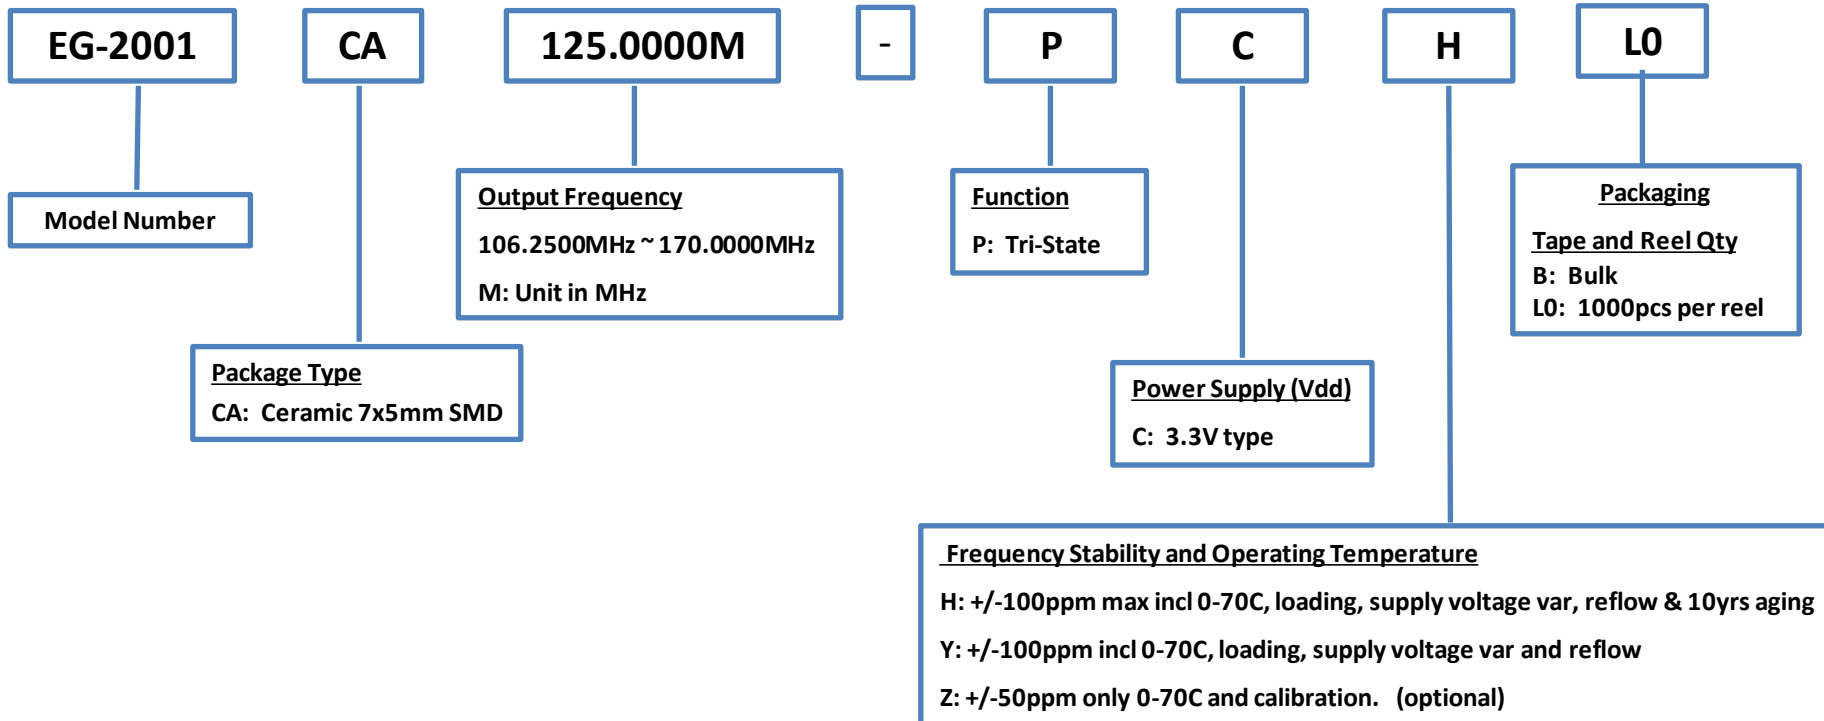 EG-2001 CA 125.0000M - P C H L0
Model Number
Output Frequency
106.2500MHz ~ 170.0000MHz
M: Unit in MHz
Function
P: Tri-State
Packaging
Tape and Reel Qty
B: Bulk
L0: 1000pcs per reel
Package Type
CA: Ceramic 7x5mm SMD
Power Supply (Vdd)
C: 3.3V type
Frequency Stability and Operating Temperature
H: +/-100ppm max incl 0-70C, loading, supply voltage var, reflow & 10yrs aging
Y: +/-100ppm incl 0-70C, loading, supply voltage var and reflow
Z: +/-50ppm only 0-70C and calibration. (optional)